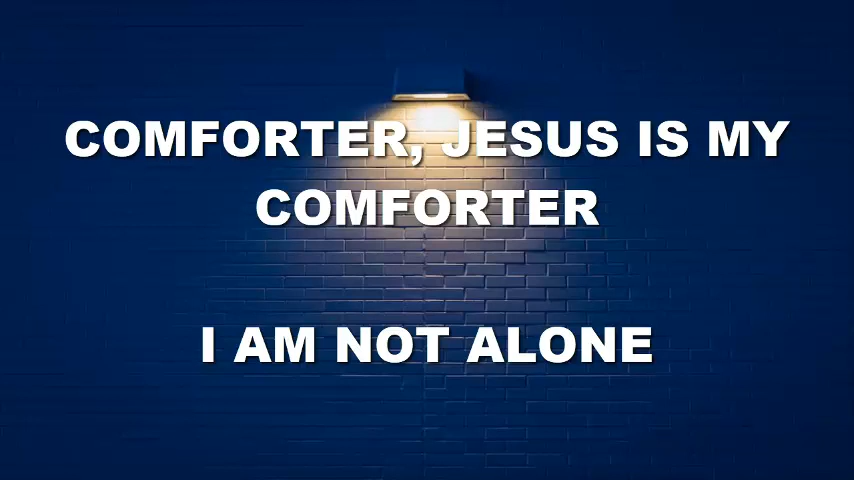 COMFORTER, JESUS IS MY
COMFORTER
I AM NOT ALONE